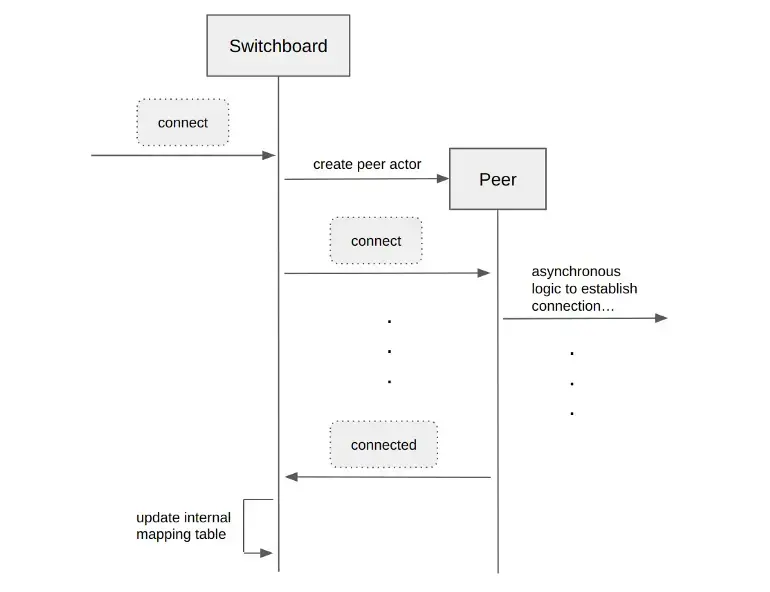 Switchboard
connect
create peer actor
Peer
connect
asynchronous
logic to establish
connection…
connected
update internal
mapping table